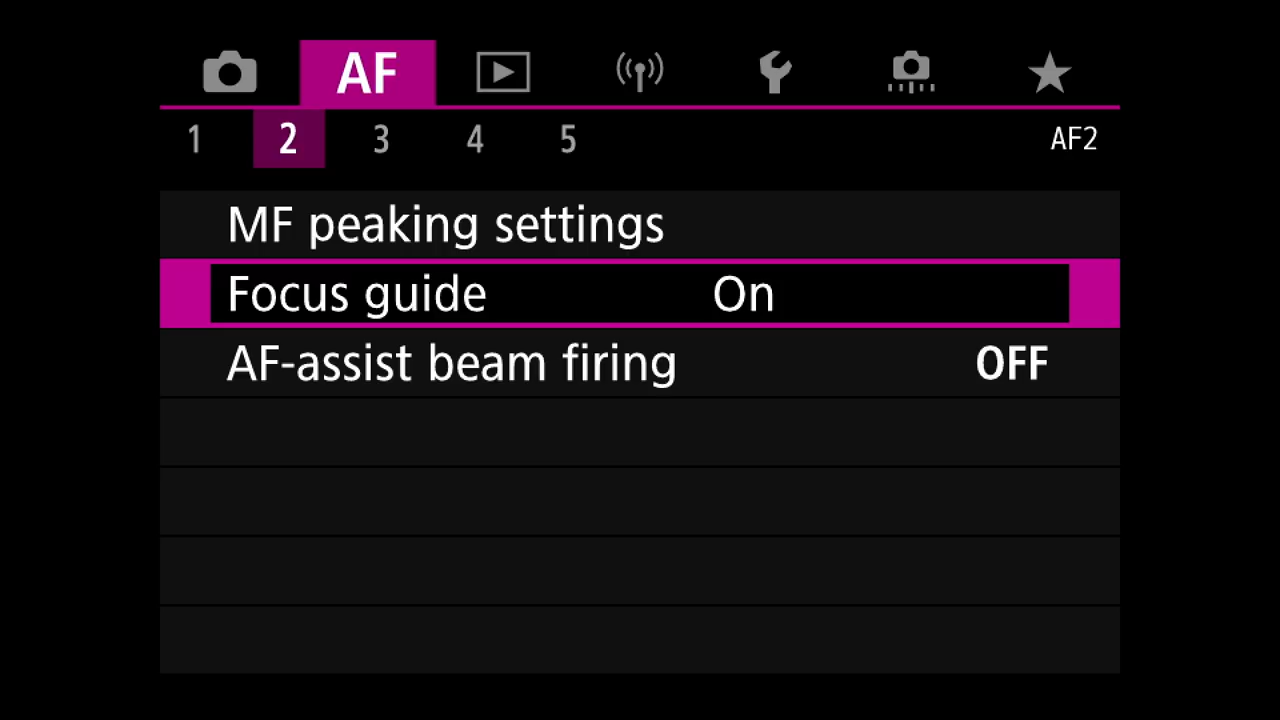 AF
1 2 3 4 5 AF2
MF peaking settings
Focus guide On
AF-assist beam firing OFF